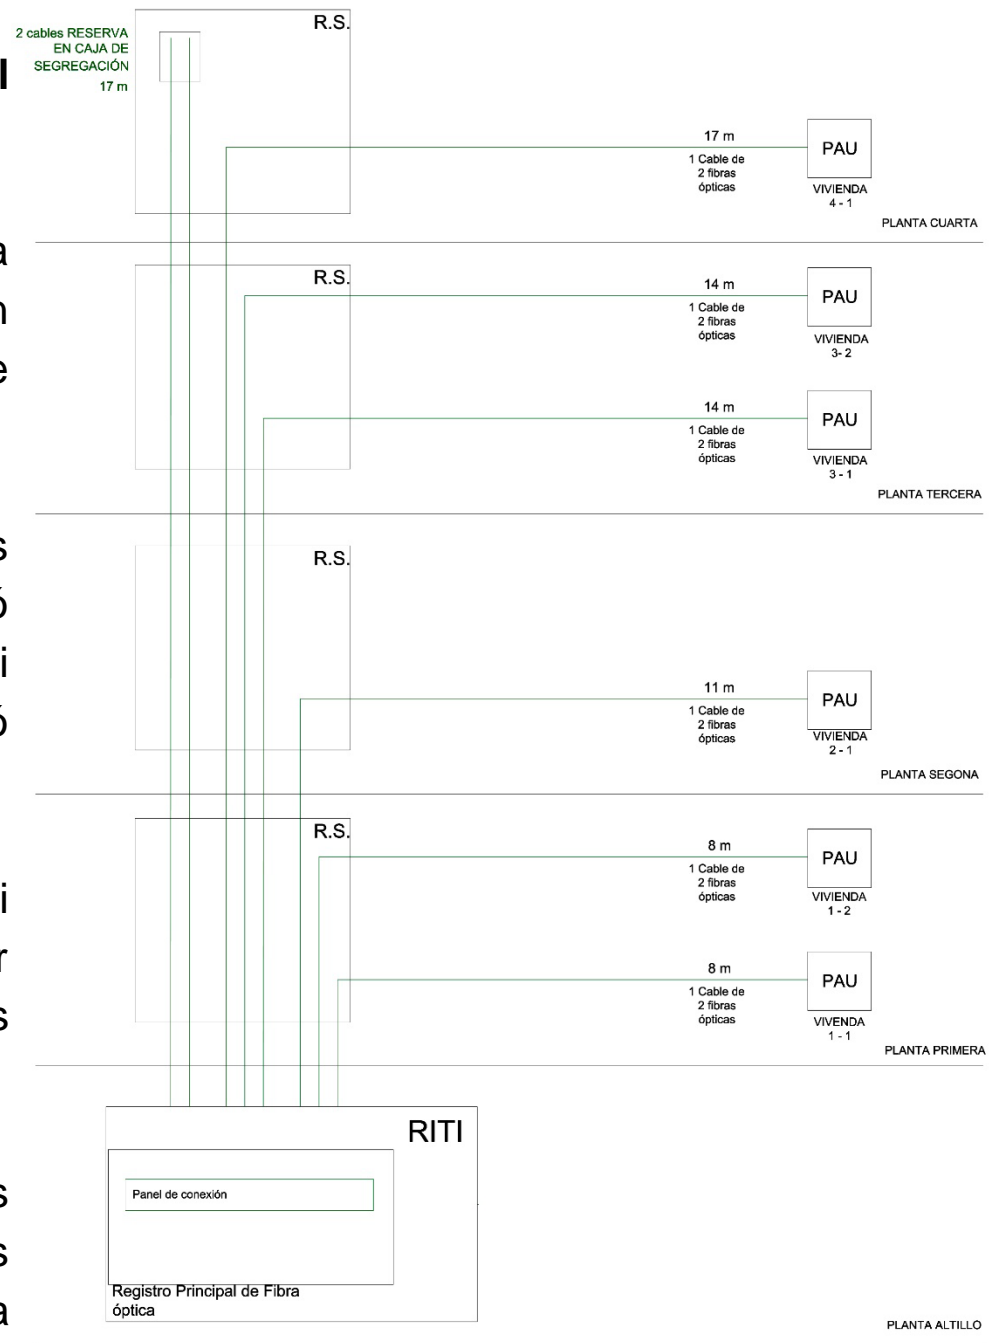 2 cables RESERVA
EN CAJA DE
SEGREGACIÓN
17 m
R.S.
l
17 m
1 Cable de
2 fibras
ópticas
PAU
VIVIENDA
4 - 1
PLANTA CUARTA
a
n
e
R.S.
14 m
1 Cable de
2 fibras
ópticas
PAU
VIVIENDA
3- 2
14 m
1 Cable de
2 fibras
ópticas
PAU
VIVIENDA
3 - 1
PLANTA TERCERA
s
ó
i
ó
R.S.
11 m
1 Cable de
2 fibras
ópticas
PAU
VIVIENDA
2 - 1
PLANTA SEGONA
R.S.
8 m
1 Cable de
2 fibras
ópticas
PAU
VIVIENDA
1 - 2
i
r
s
8 m
1 Cable de
2 fibras
ópticas
PAU
VIVENDA
1 - 1
PLANTA PRIMERA
RITI
Panel de conexión
Registro Principal de Fibra
óptica
s
s
a
PLANTA ALTILLO